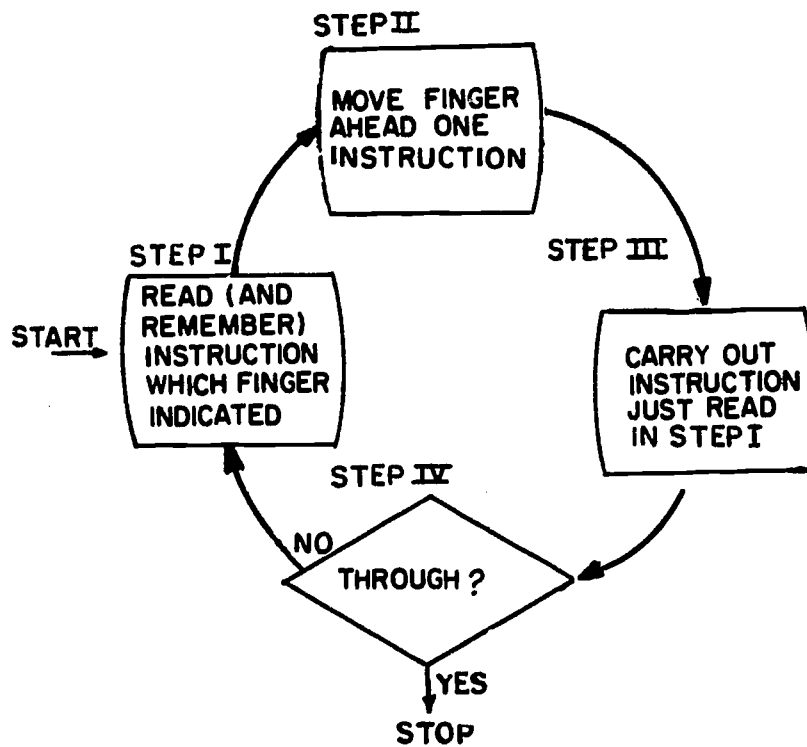 STEP II
MOVE FINGER
AHEAD ONE
INSTRUCTION
STEP I
READ (AND
REMEMBER)
INSTRUCTION
WHICH FINGER
INDICATED
START
STEP III
CARRY OUT
INSTRUCTION
JUST READ
IN STEP I
STEP IV
THROUGH?
NO
YES
STOP